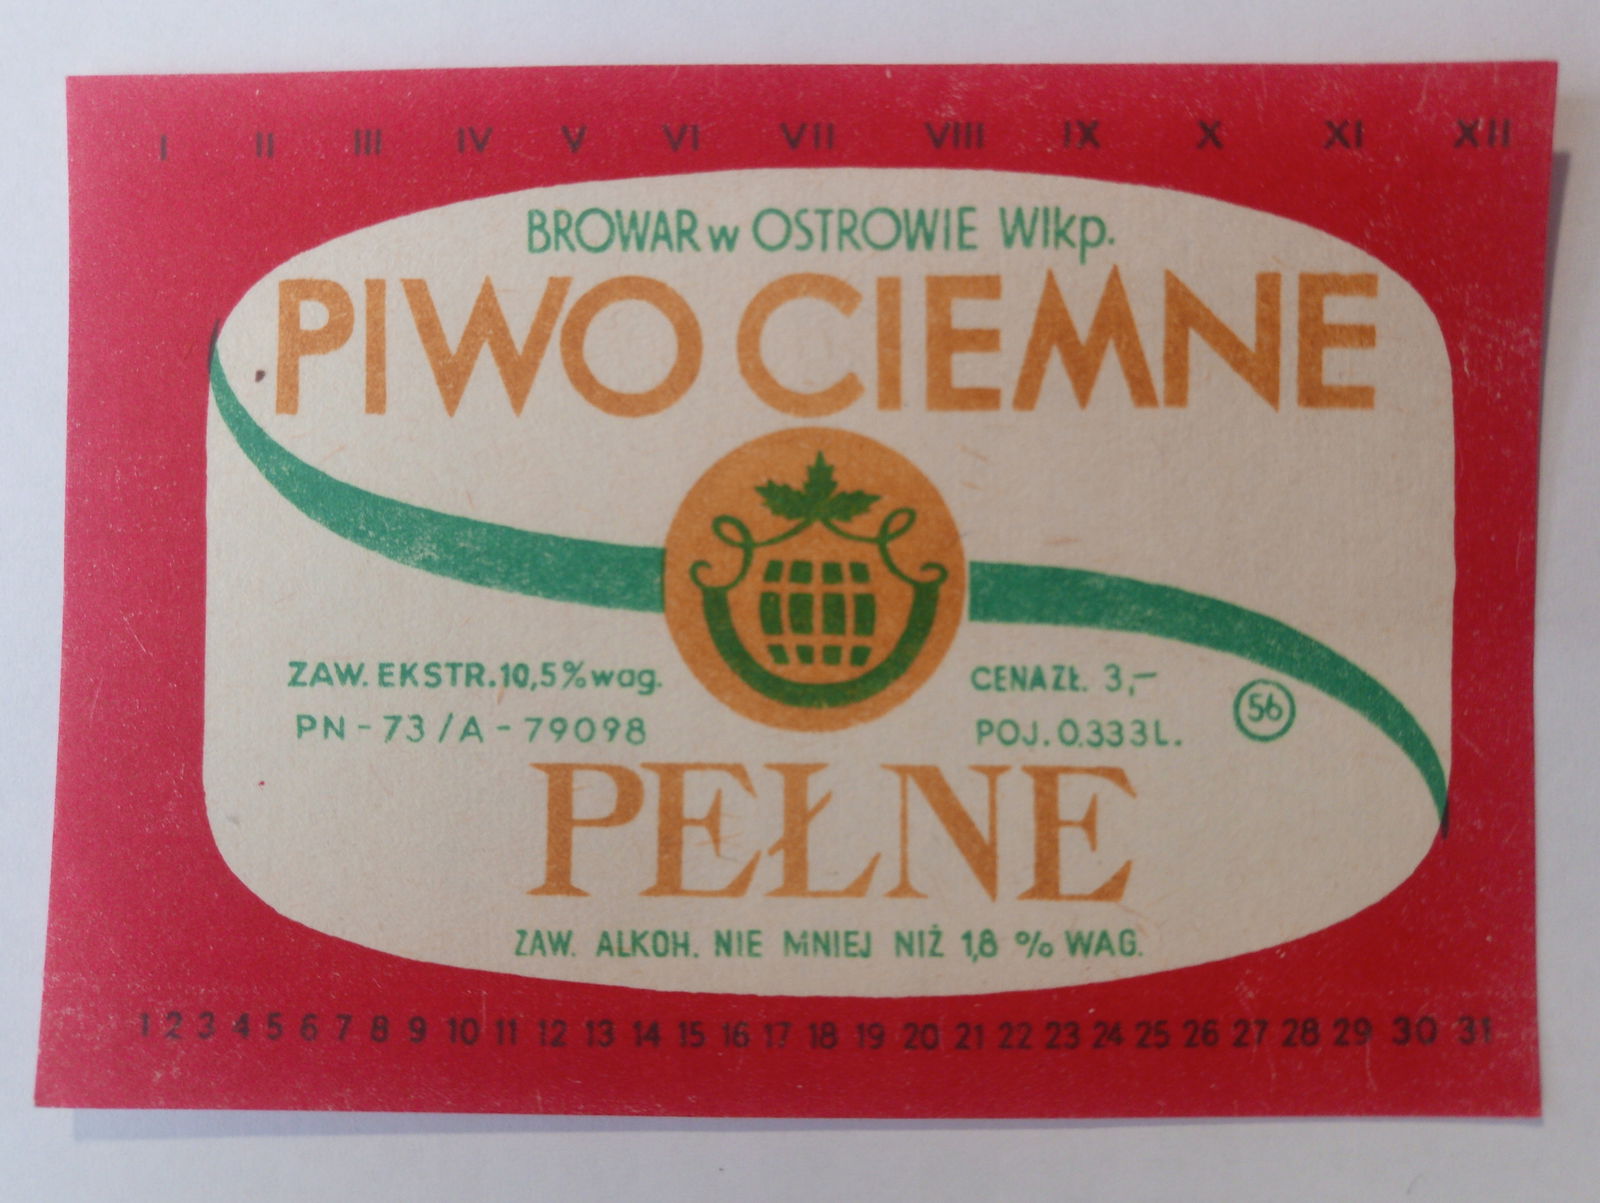 I II III IV V VI VII VIII IX X XI XII
BROWAR w OSTROWIE Wlkp.
PIWO CIEMNE
ZAW. EKSTR. 10,5% wag.
PN - 73 / A - 79098
CENA ZŁ. 3,-
POJ. 0.333 L.
56
PEŁNE
ZAW. ALKOH. NIE MNIEJ NIŻ 1,8 % WAG.
1 2 3 4 5 6 7 8 9 10 11 12 13 14 15 16 17 18 19 20 21 22 23 24 25 26 27 28 29 30 31